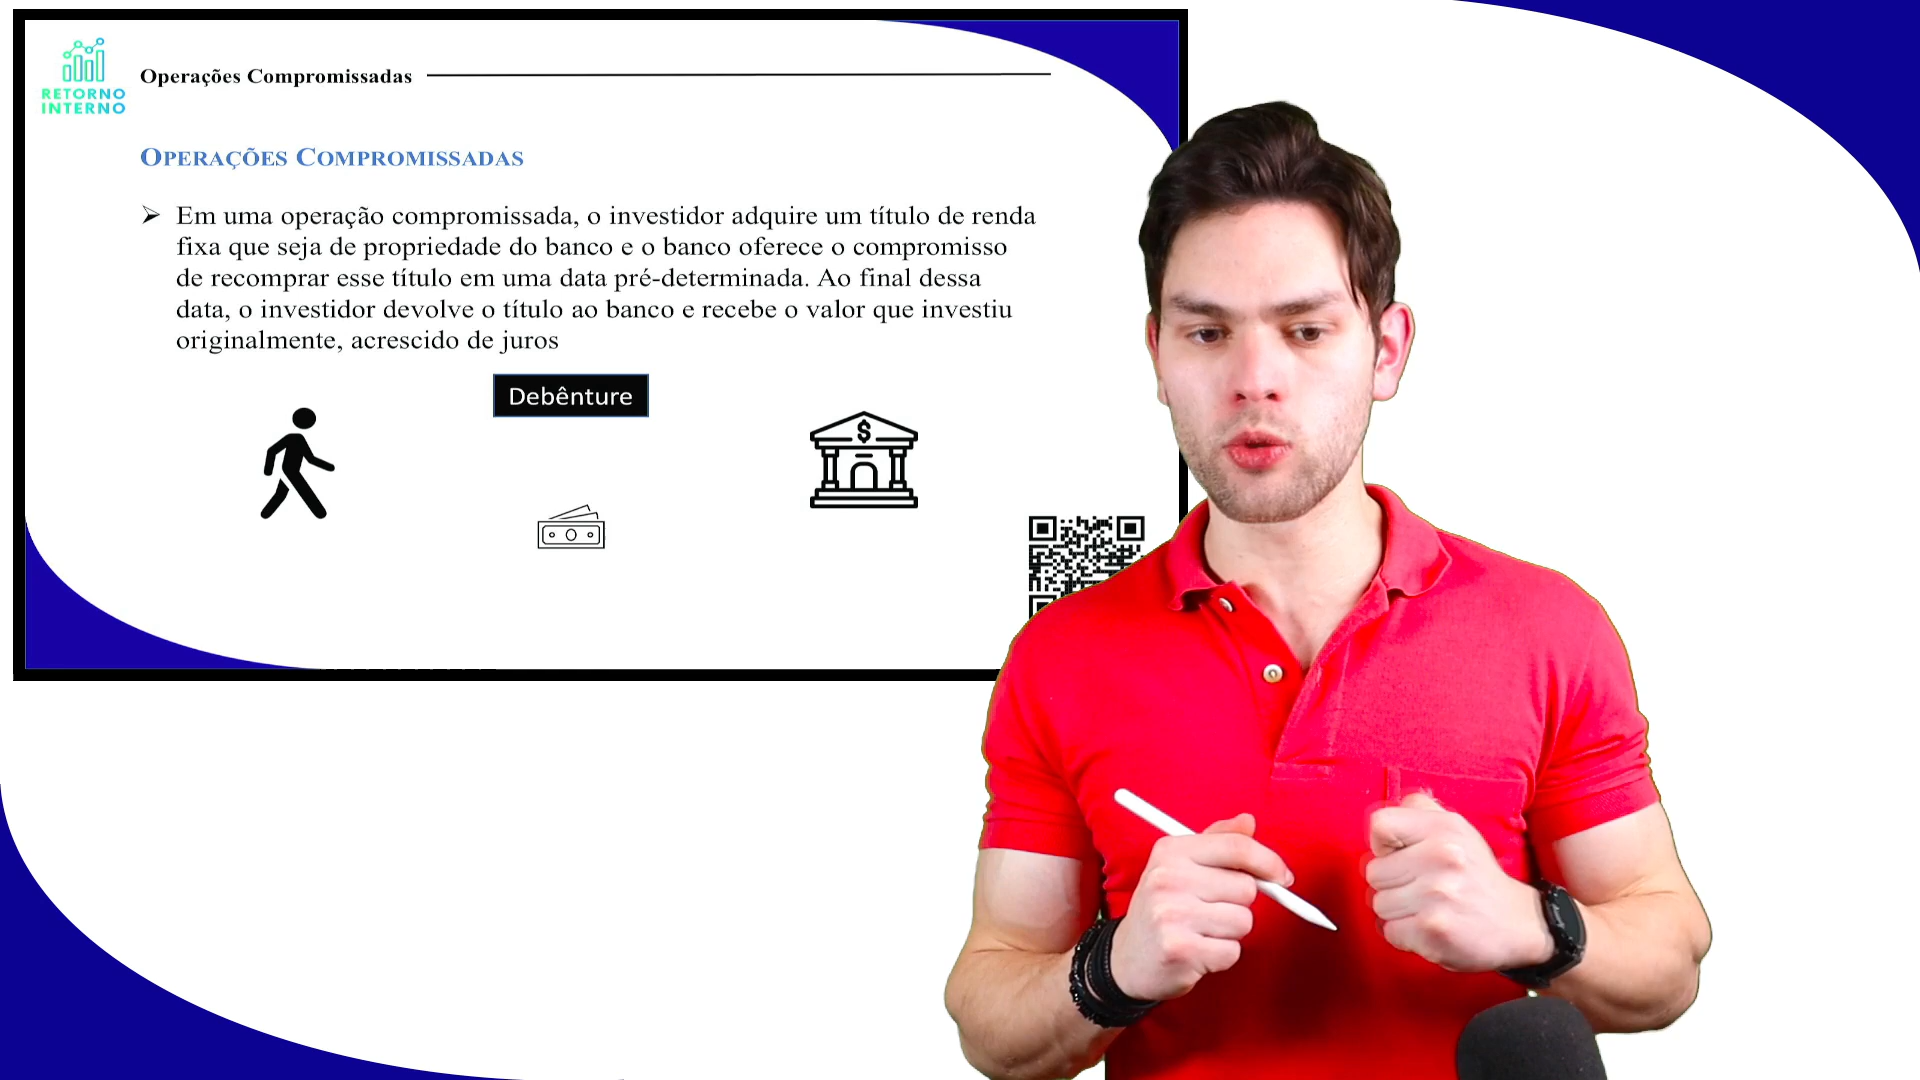 RETORNO
INTERNO
Operações Compromissadas
OPERAÇÕES COMPROMISSADAS
Em uma operação compromissada, o investidor adquire um título de renda
fixa que seja de propriedade do banco e o banco oferece o compromisso
de recomprar esse título em uma data pré-determinada. Ao final dessa
data, o investidor devolve o título ao banco e recebe o valor que investiu
originalmente, acrescido de juros
Debênture
$